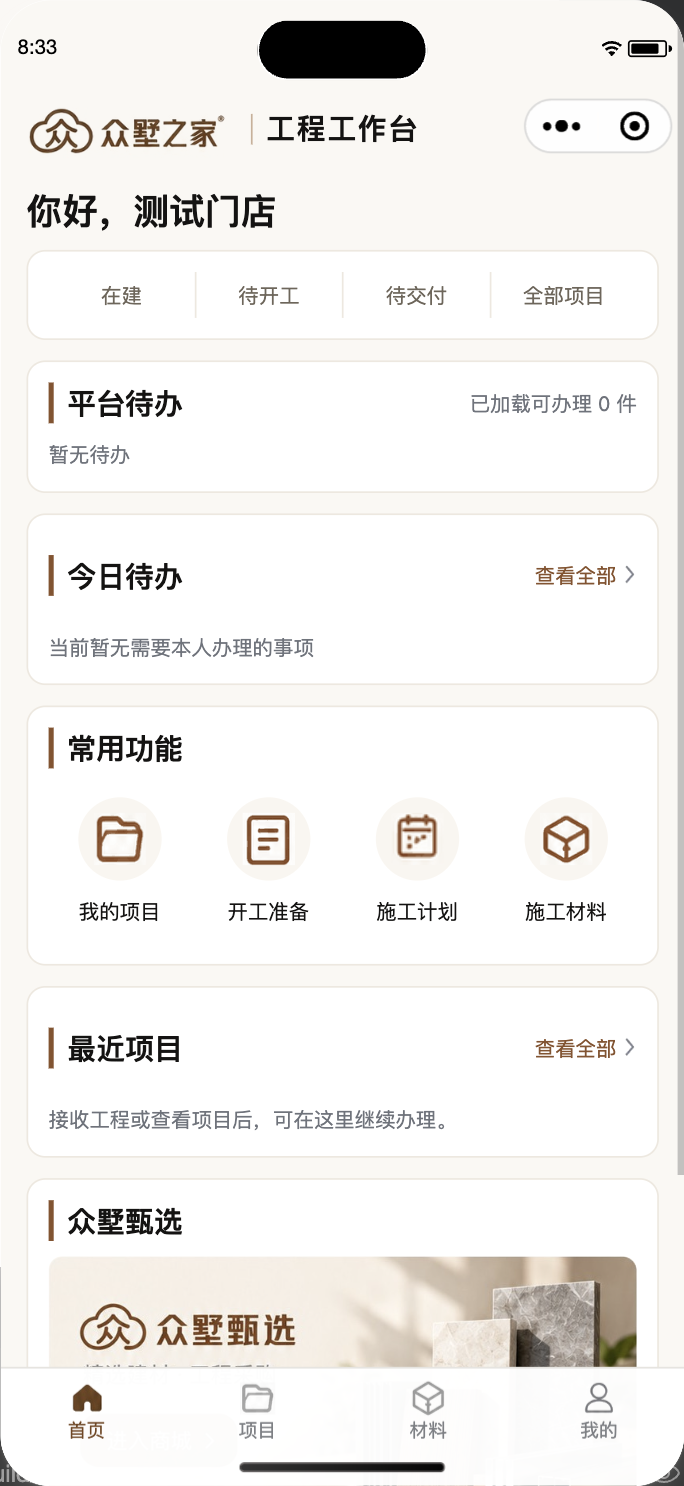 8:33
众墅之家® 工程工作台
你好，测试门店
在建 待开工 待交付 全部项目
平台待办 已加载可办理 0 件
暂无待办
今日待办 查看全部
当前暂无需要本人办理的事项
常用功能
我的项目 开工准备 施工计划 施工材料
最近项目 查看全部
接收工程或查看项目后，可在这里继续办理。
众墅甄选
众墅甄选
首页 项目 材料 我的